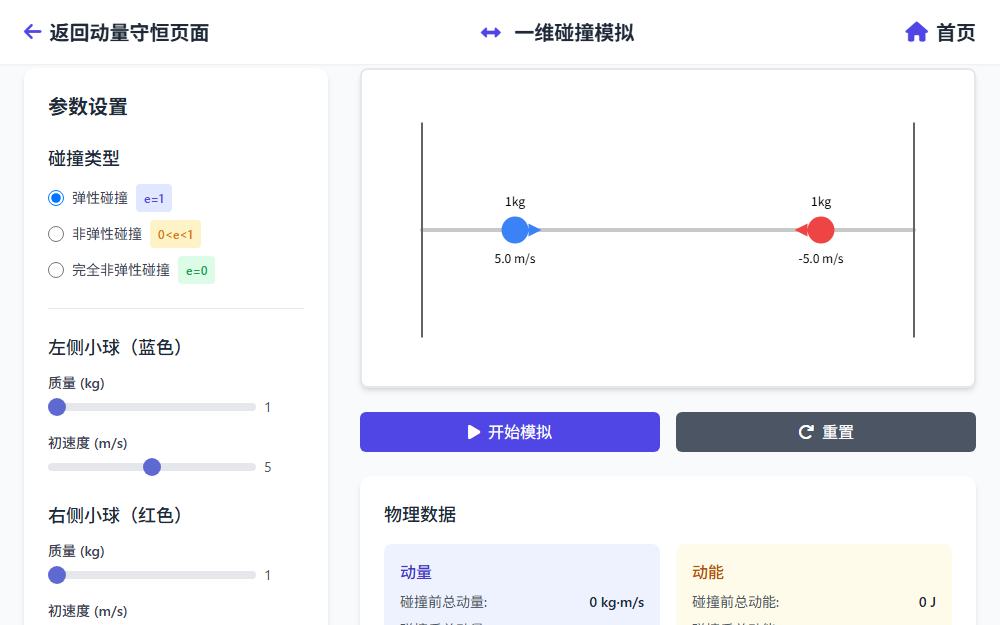 返回动量守恒页面
一维碰撞模拟
首页
参数设置
碰撞类型
弹性碰撞 e=1
非弹性碰撞 0<e<1
完全非弹性碰撞 e=0
左侧小球（蓝色）
质量 (kg)
1
初速度 (m/s)
5
右侧小球（红色）
质量 (kg)
1
初速度 (m/s)
1kg
5.0 m/s
1kg
-5.0 m/s
开始模拟
重置
物理数据
动量
碰撞前总动量: 0 kg·m/s
动能
碰撞前总动能: 0 J